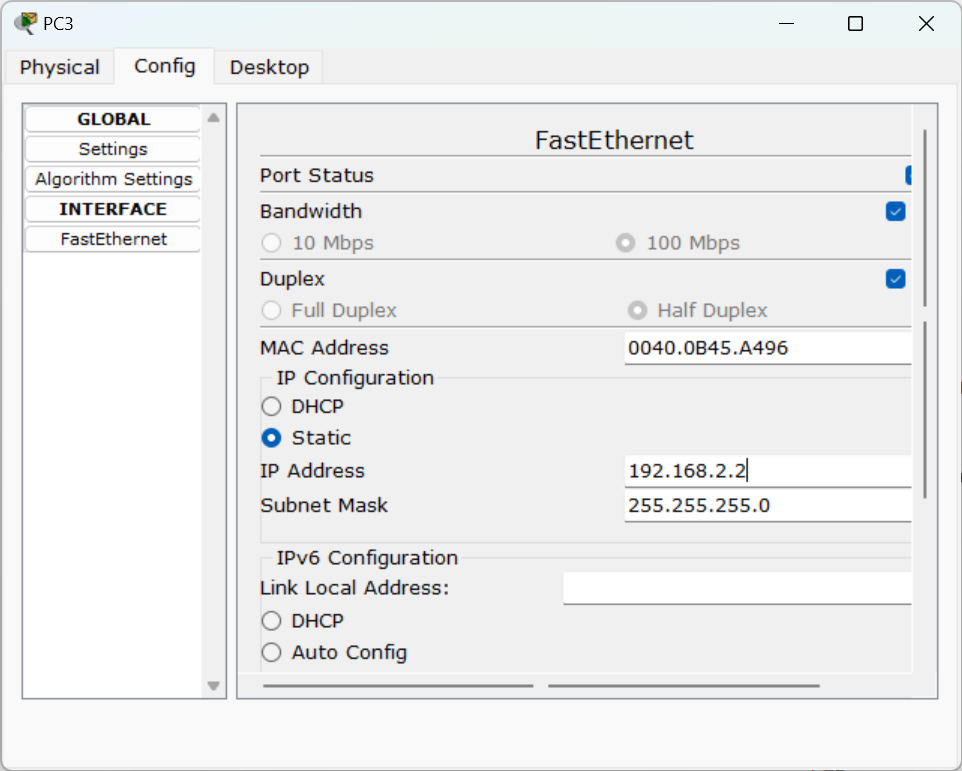 PC3
Physical Config Desktop
GLOBAL
Settings
Algorithm Settings
INTERFACE
FastEthernet
FastEthernet
Port Status
Bandwidth
10 Mbps 100 Mbps
Duplex
Full Duplex Half Duplex
MAC Address 0040.0B45.A496
IP Configuration
DHCP
Static
IP Address 192.168.2.2
Subnet Mask 255.255.255.0
IPv6 Configuration
Link Local Address:
DHCP
Auto Config